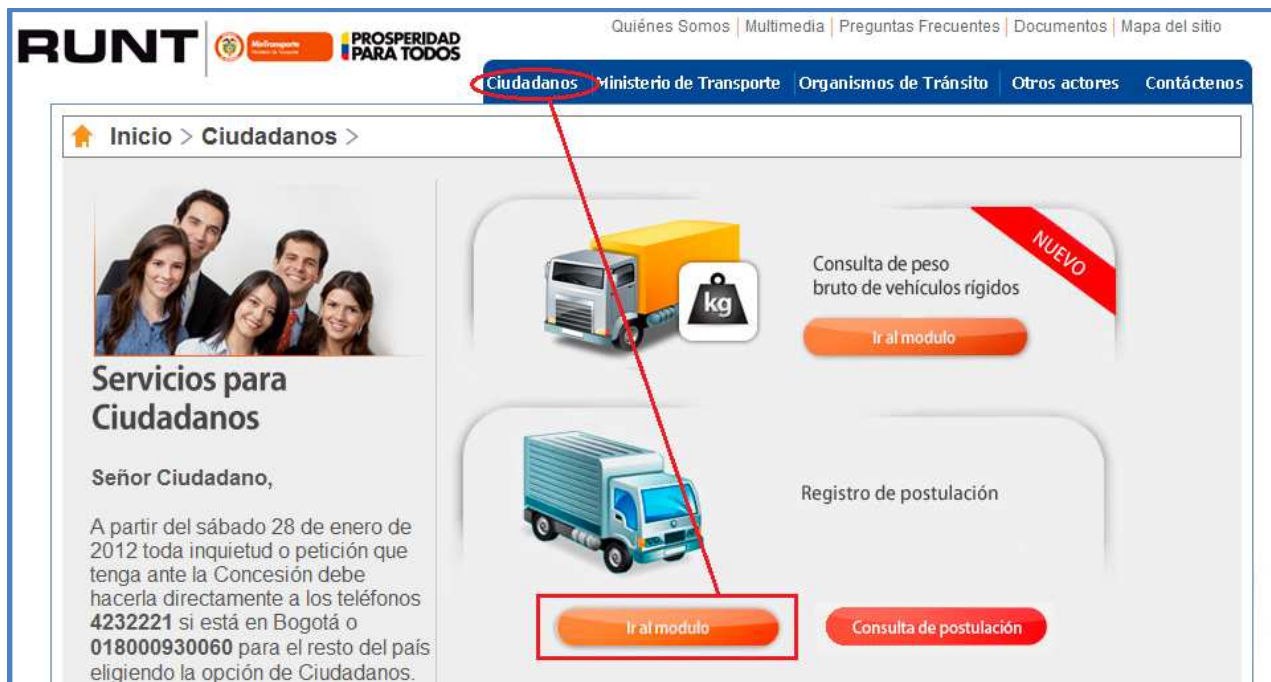 Quiénes Somos | Multimedia | Preguntas Frecuentes | Documentos | Mapa del sitio
RUNT
MinTransporte
PROSPERIDAD
PARA TODOS
Ciudadanos Ministerio de Transporte Organismos de Tránsito Otros actores Contáctenos
Inicio > Ciudadanos >
Servicios para
Ciudadanos
Señor Ciudadano,
A partir del sábado 28 de enero de
2012 toda inquietud o petición que
tenga ante la Concesión debe
hacerla directamente a los teléfonos
4232221 si está en Bogotá o
018000930060 para el resto del país
eligiendo la opción de Ciudadanos.
NUEVO
kg
Consulta de peso
bruto de vehículos rígidos
Ir al modulo
Registro de postulación
Ir al modulo
Consulta de postulación